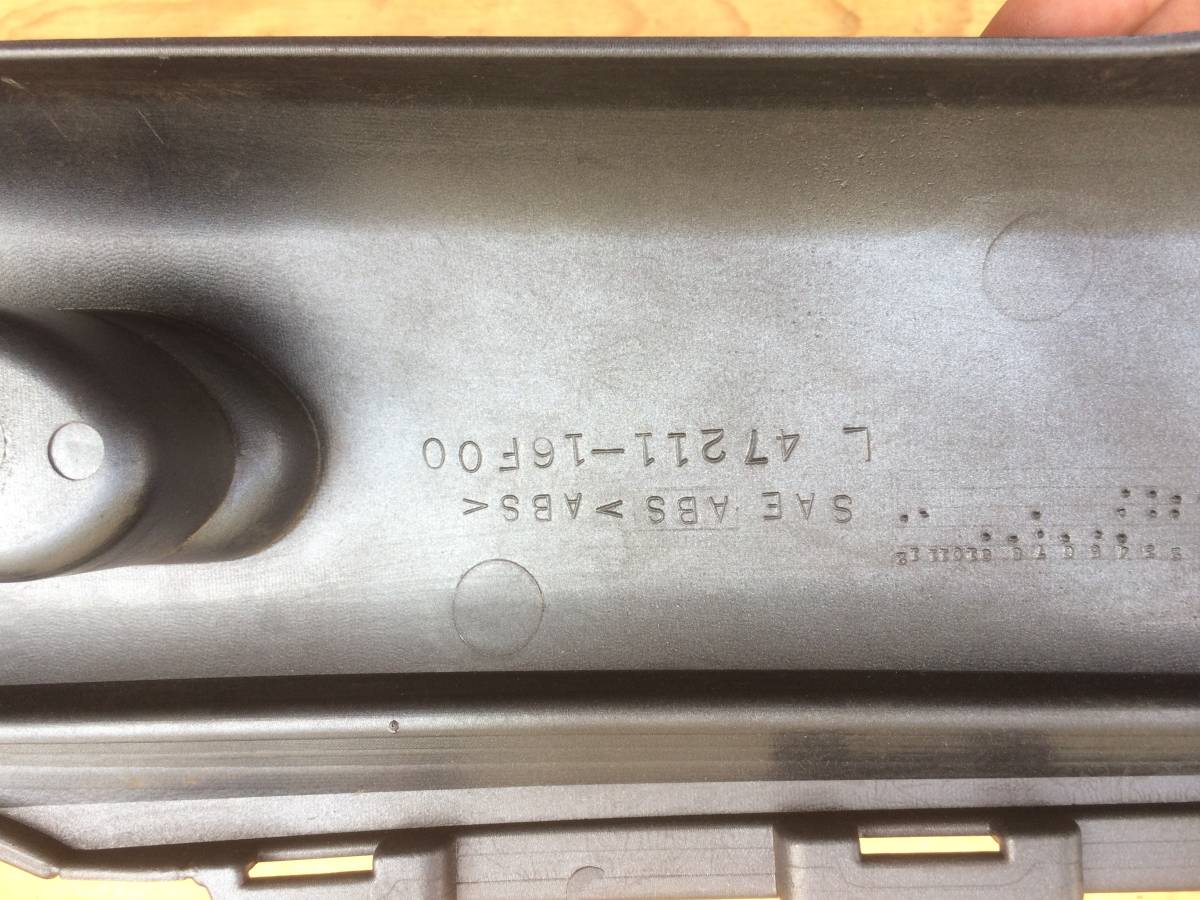 SAE ABS >ABS<
L 47211-16F00